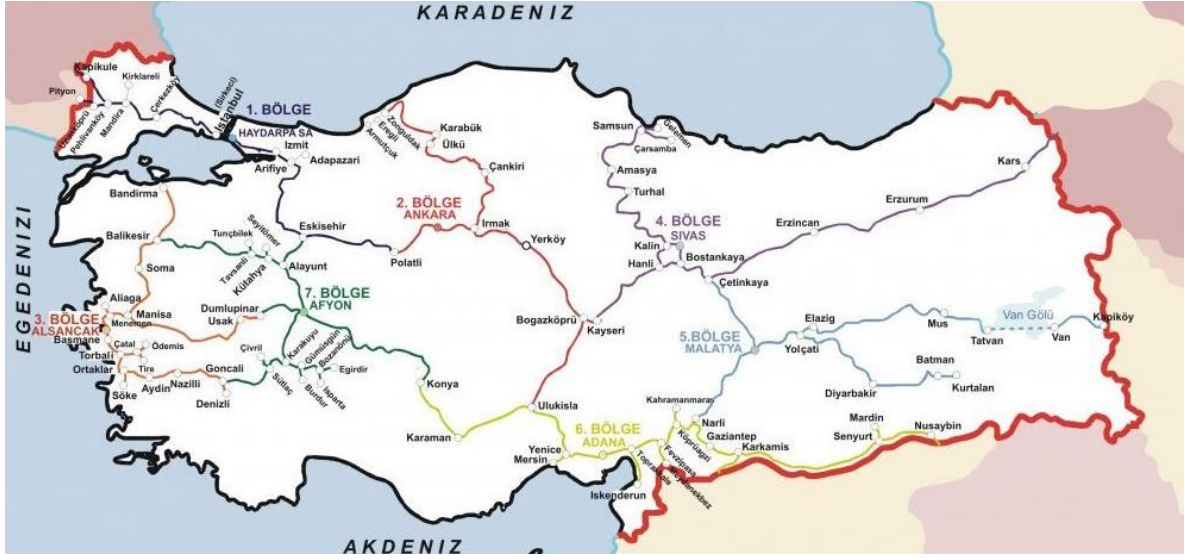 KARADENIZ
Kapikule
Pityon
Uzunköprü
Pehlivanköy
Mandira
Kirklareli
Çerkezköy
(Sirkeci)
Istanbul
1. BÖLGE
HAYDARPA SA
Izmit
Adapazari
Arifiye
Zonguldak
Eregli
Armutçuk
Karabük
Ülkü
Çankiri
Samsun
Gelemen
Çarsamba
Amasya
Turhal
Kars
Erzurum
Erzincan
Bandirma
2. BÖLGE
ANKARA
Irmak
Yerköy
4. BÖLGE
SIVAS
Kalin
Hanli
Bostankaya
Çetinkaya
EGEDENIZI
Balikesir
Tunçbilek
Seyitömer
Eskisehir
Tavsanli
Kütahya
Alayunt
Polatli
Soma
Aliaga
Menemen
Manisa
Dumlupinar
Usak
7. BÖLGE
AFYON
Bogazköprü
Kayseri
3. BÖLGE
ALSANCAK
Basmane
Torbali
Ortaklar
Çatal
Ödemis
Tire
Söke
Aydin
Nazilli
Goncali
Denizli
Çivril
Sütlaç
Karakuyu
Gümüsgün
Bozanönü
Egirdir
Burdur
Isparta
Konya
Karaman
Ulukisla
5.BÖLGE
MALATYA
Elazig
Yolçati
Mus
Van Gölü
Tatvan
Van
Kapiköy
Batman
Diyarbakir
Kurtalan
6. BÖLGE
ADANA
Yenice
Mersin
Kahramanmaras
Narli
Köprüagzi
Gaziantep
Karkamis
Fevzipasa
Meydanekbez
Toprakkale
Iskenderun
Mardin
Senyurt
Nusaybin
AKDENIZ